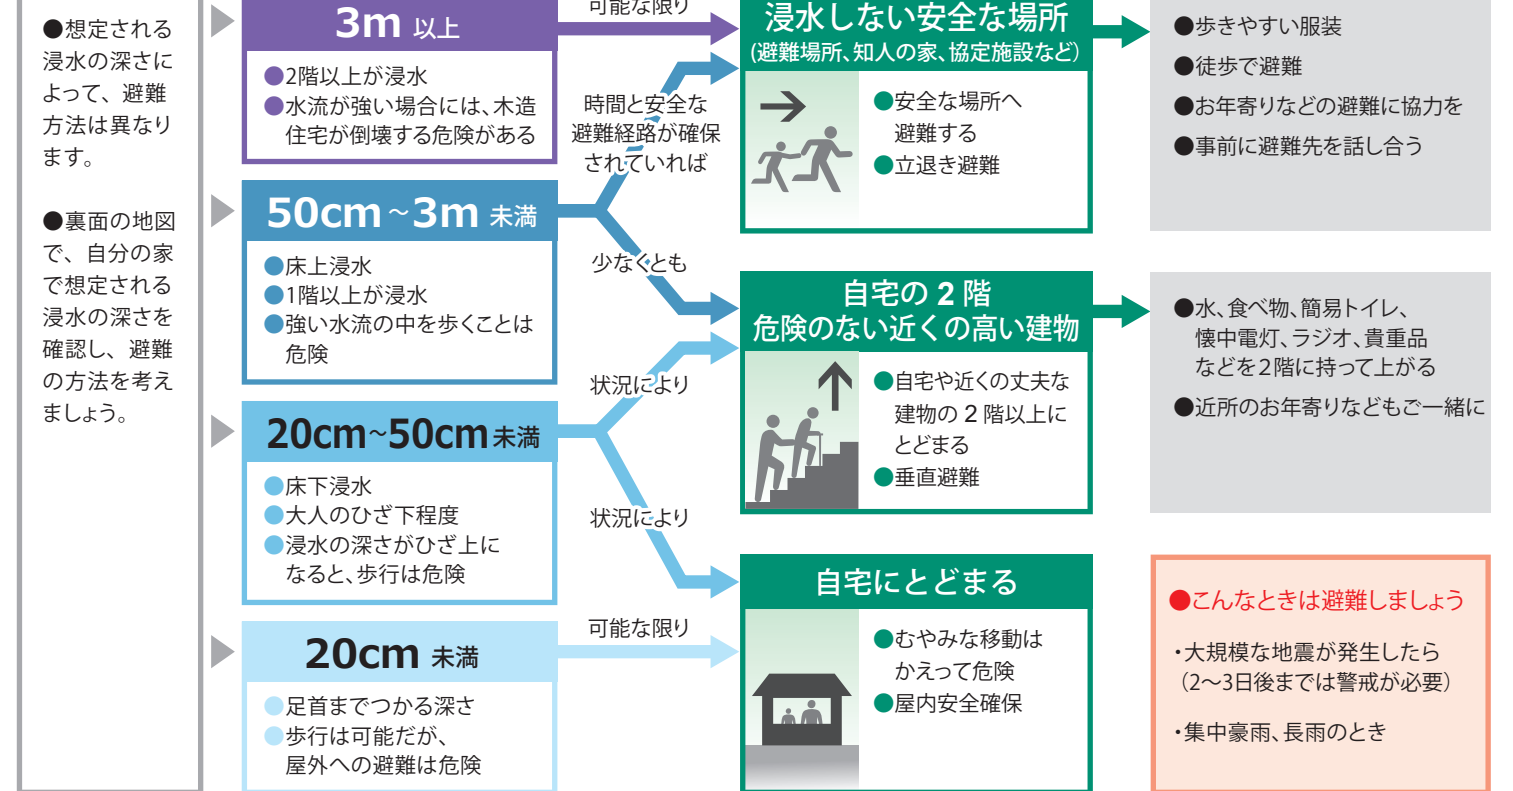 ●想定される
浸水の深さに
よって、避難
方法は異なり
ます。
●裏面の地図
で、自分の家
で想定される
浸水の深さを
確認し、避難
の方法を考え
ましょう。
3m 以上
●2階以上が浸水
●水流が強い場合には、木造
住宅が倒壊する危険がある
50cm～3m 未満
●床上浸水
●1階以上が浸水
●強い水流の中を歩くことは
危険
20cm～50cm未満
●床下浸水
●大人のひざ下程度
●浸水の深さがひざ上に
なると、歩行は危険
20cm 未満
●足首までつかる深さ
●歩行は可能だが、
屋外への避難は危険
可能な限り
時間と安全な
避難経路が確保
されていれば
少なくとも
状況により
状況により
可能な限り
浸水しない安全な場所
(避難場所、知人の家、協定施設など)
●安全な場所へ
避難する
●立退き避難
自宅の 2 階
危険のない近くの高い建物
●自宅や近くの丈夫な
建物の 2 階以上に
とどまる
●垂直避難
自宅にとどまる
●むやみな移動は
かえって危険
●屋内安全確保
●歩きやすい服装
●徒歩で避難
●お年寄りなどの避難に協力を
●事前に避難先を話し合う
●水、食べ物、簡易トイレ、
懐中電灯、ラジオ、貴重品
などを2階に持って上がる
●近所のお年寄りなどもご一緒に
●こんなときは避難しましょう
・大規模な地震が発生したら
（2～3日後までは警戒が必要）
・集中豪雨、長雨のとき